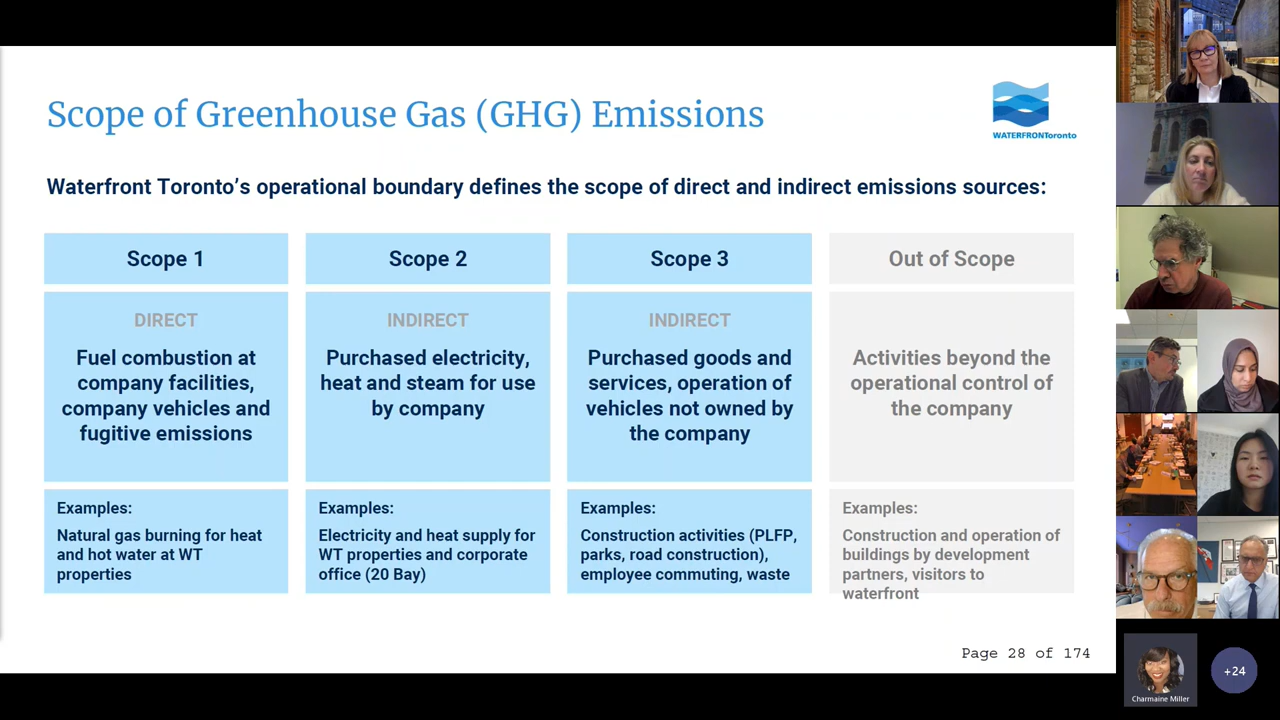 Scope of Greenhouse Gas (GHG) Emissions
WATERFRONToronto
Waterfront Toronto's operational boundary defines the scope of direct and indirect emissions sources:
Scope 1
DIRECT
Fuel combustion at
company facilities,
company vehicles and
fugitive emissions
Examples:
Natural gas burning for heat
and hot water at WT
properties
Scope 2
INDIRECT
Purchased electricity,
heat and steam for use
by company
Examples:
Electricity and heat supply for
WT properties and corporate
office (20 Bay)
Scope 3
INDIRECT
Purchased goods and
services, operation of
vehicles not owned by
the company
Examples:
Construction activities (PLFP,
parks, road construction),
employee commuting, waste
Out of Scope
Activities beyond the
operational control of
the company
Examples:
Construction and operation of
buildings by development
partners, visitors to
waterfront
Page 28 of 174
Charmaine Miller
+24